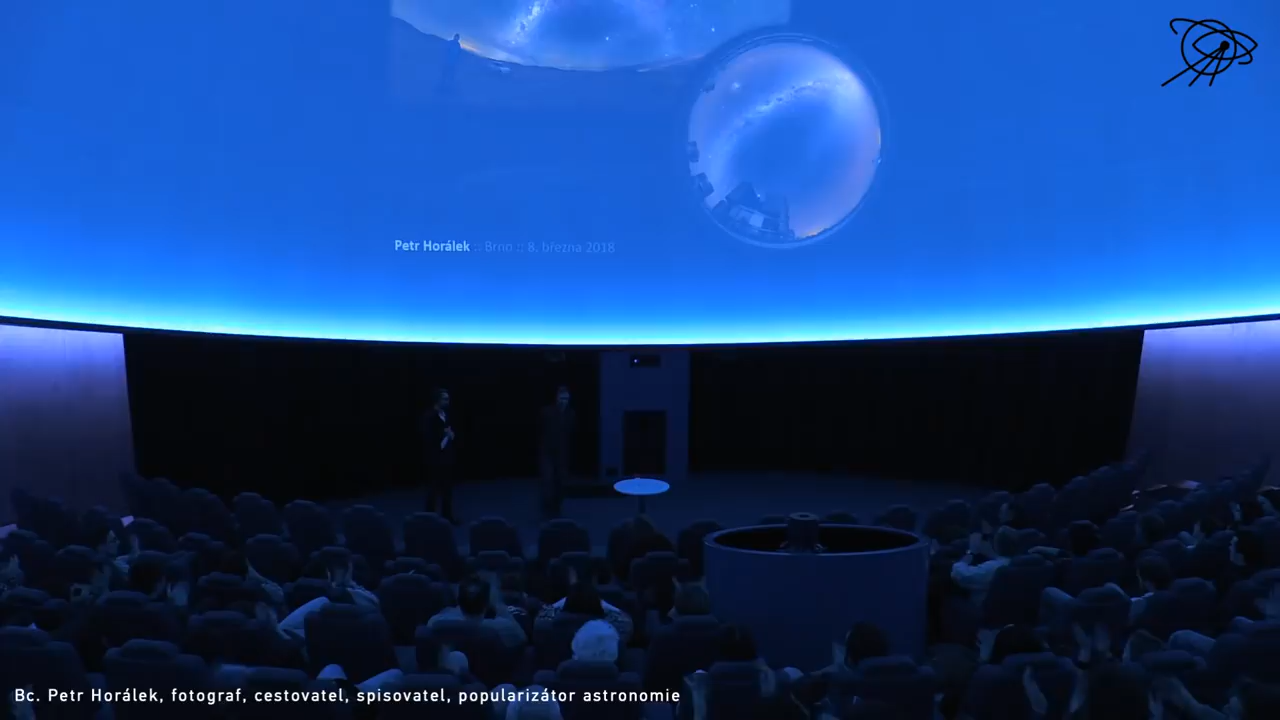 Petr Horálek :: Brno :: 8. března 2018
Bc. Petr Horálek, fotograf, cestovatel, spisovatel, popularizátor astronomie